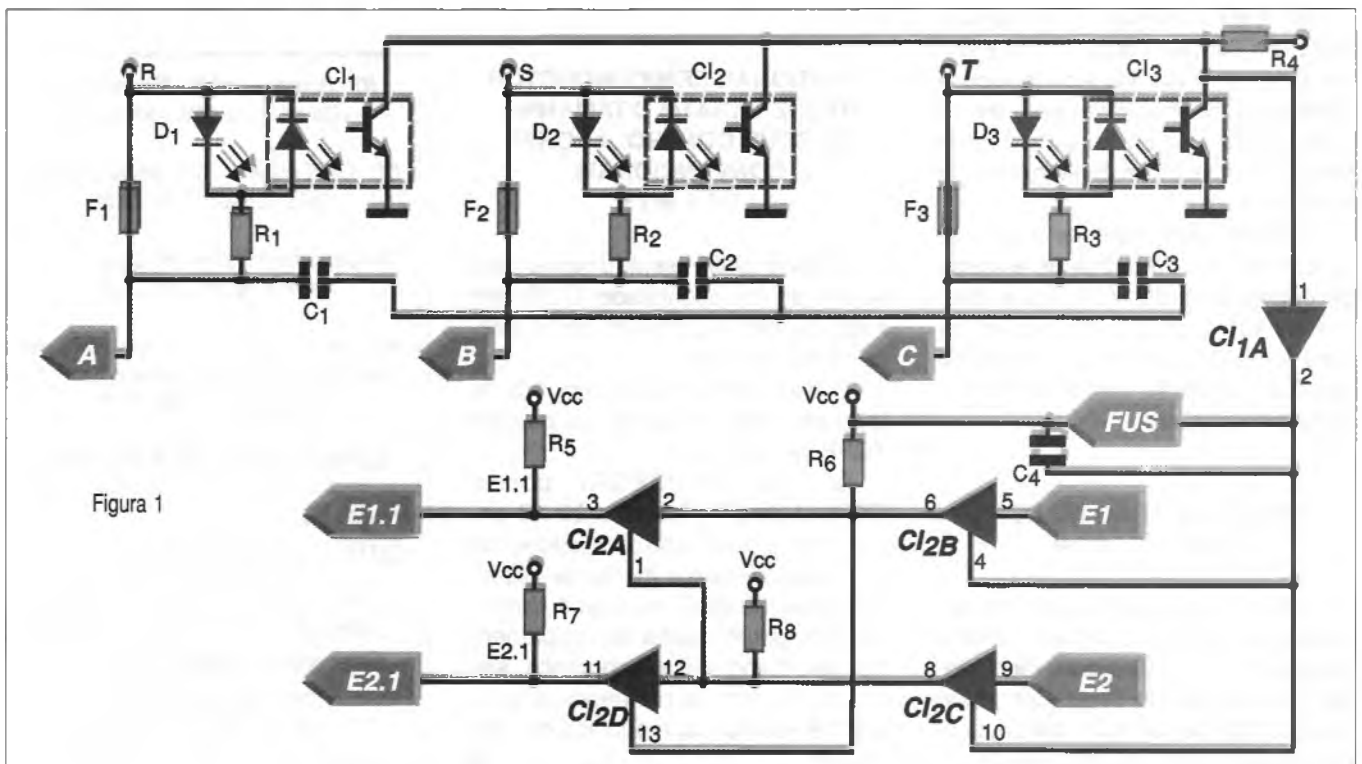 R
CI1
S
CI2
T
CI3
R4
D1
D2
D3
F1
R1
F2
R2
F3
R3
C1
C2
C3
A
B
C
1
CI1A
2
Vcc
Vcc
FUS
R5
R6
C4
Figura 1
E1.1
E1.1
3
2
6
5
E1
CI2A
CI2B
1
4
Vcc
Vcc
R7
R8
E2.1
E2.1
11
12
8
9
E2
CI2D
CI2C
13
10